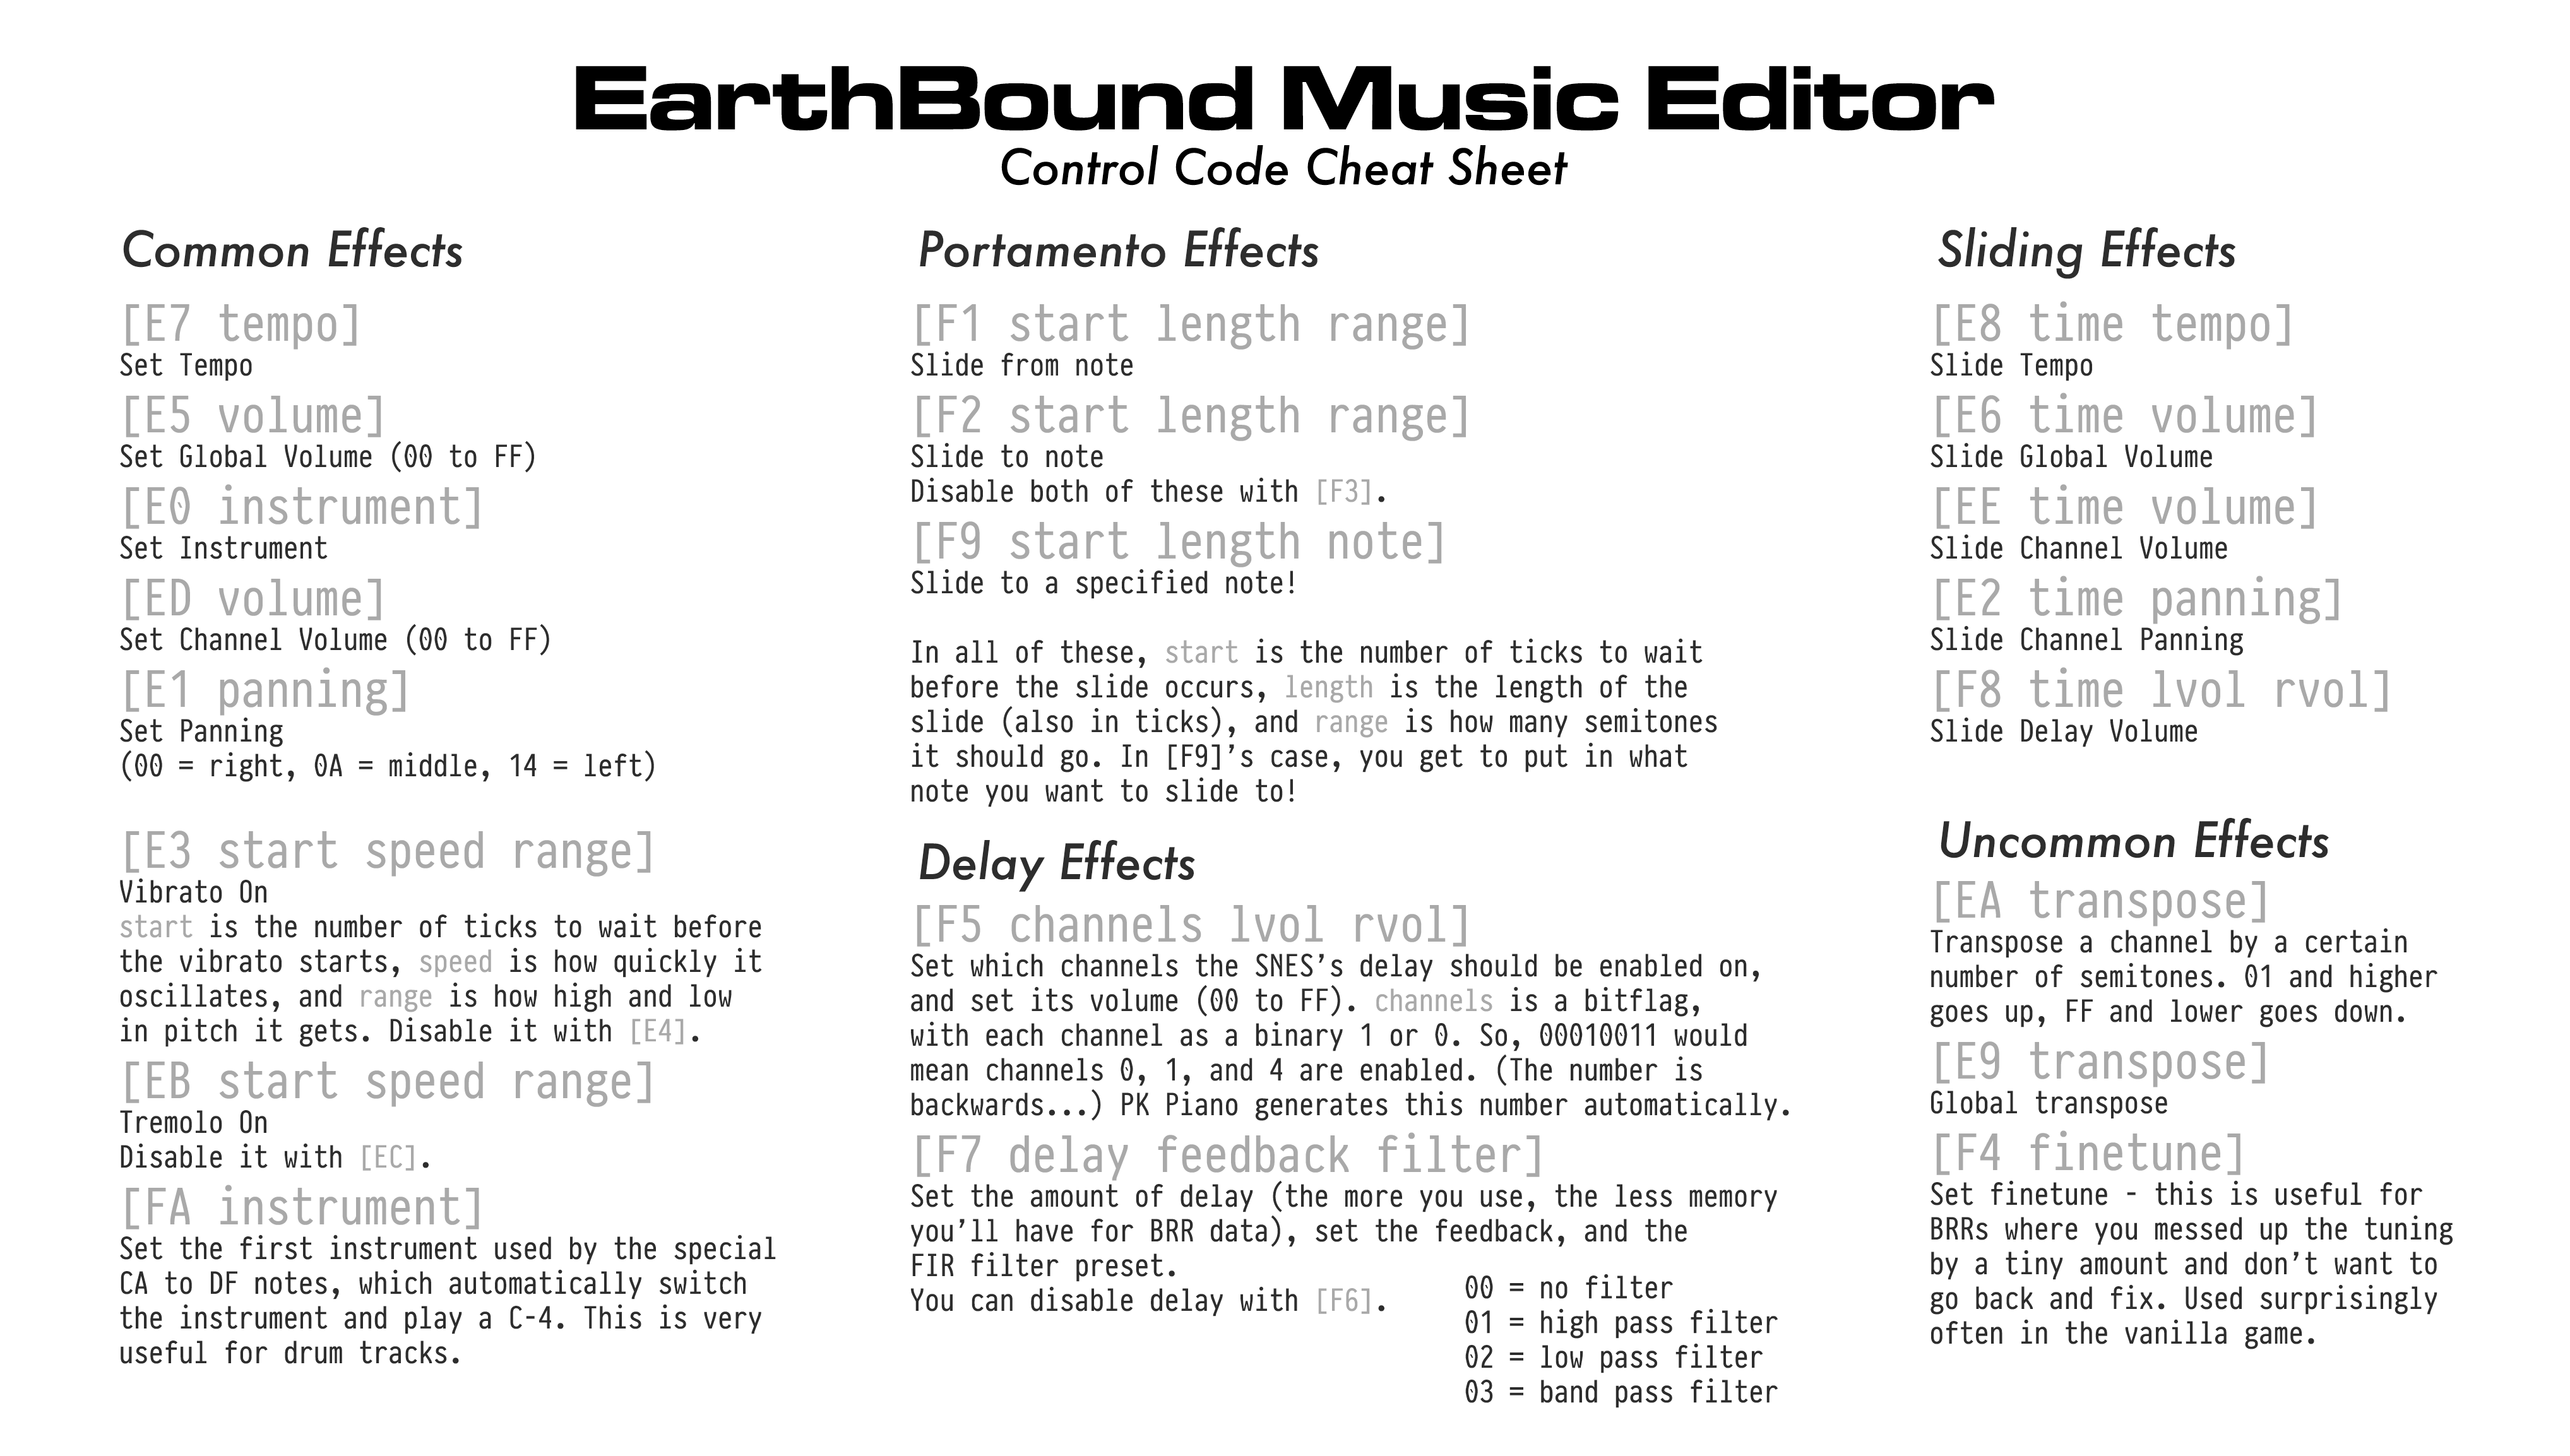 EarthBound Music Editor
Control Code Cheat Sheet
Common Effects
[E7 tempo]
Set Tempo
[E5 volume]
Set Global Volume (00 to FF)
[E0 instrument]
Set Instrument
[ED volume]
Set Channel Volume (00 to FF)
[E1 panning]
Set Panning
(00 = right, 0A = middle, 14 = left)
[E3 start speed range]
Vibrato On
start is the number of ticks to wait before
the vibrato starts, speed is how quickly it
oscillates, and range is how high and low
in pitch it gets. Disable it with [E4].
[EB start speed range]
Tremolo On
Disable it with [EC].
[FA instrument]
Set the first instrument used by the special
CA to DF notes, which automatically switch
the instrument and play a C-4. This is very
useful for drum tracks.
Portamento Effects
[F1 start length range]
Slide from note
[F2 start length range]
Slide to note
Disable both of these with [F3].
[F9 start length note]
Slide to a specified note!
In all of these, start is the number of ticks to wait
before the slide occurs, length is the length of the
slide (also in ticks), and range is how many semitones
it should go. In [F9]'s case, you get to put in what
note you want to slide to!
Delay Effects
[F5 channels lvol rvol]
Set which channels the SNES's delay should be enabled on,
and set its volume (00 to FF). channels is a bitflag,
with each channel as a binary 1 or 0. So, 00010011 would
mean channels 0, 1, and 4 are enabled. (The number is
backwards...) PK Piano generates this number automatically.
[F7 delay feedback filter]
Set the amount of delay (the more you use, the less memory
you'll have for BRR data), set the feedback, and the
FIR filter preset.
You can disable delay with [F6].
00 = no filter
01 = high pass filter
02 = low pass filter
03 = band pass filter
Sliding Effects
[E8 time tempo]
Slide Tempo
[E6 time volume]
Slide Global Volume
[EE time volume]
Slide Channel Volume
[E2 time panning]
Slide Channel Panning
[F8 time lvol rvol]
Slide Delay Volume
Uncommon Effects
[EA transpose]
Transpose a channel by a certain
number of semitones. 01 and higher
goes up, FF and lower goes down.
[E9 transpose]
Global transpose
[F4 finetune]
Set finetune - this is useful for
BRRs where you messed up the tuning
by a tiny amount and don't want to
go back and fix. Used surprisingly
often in the vanilla game.